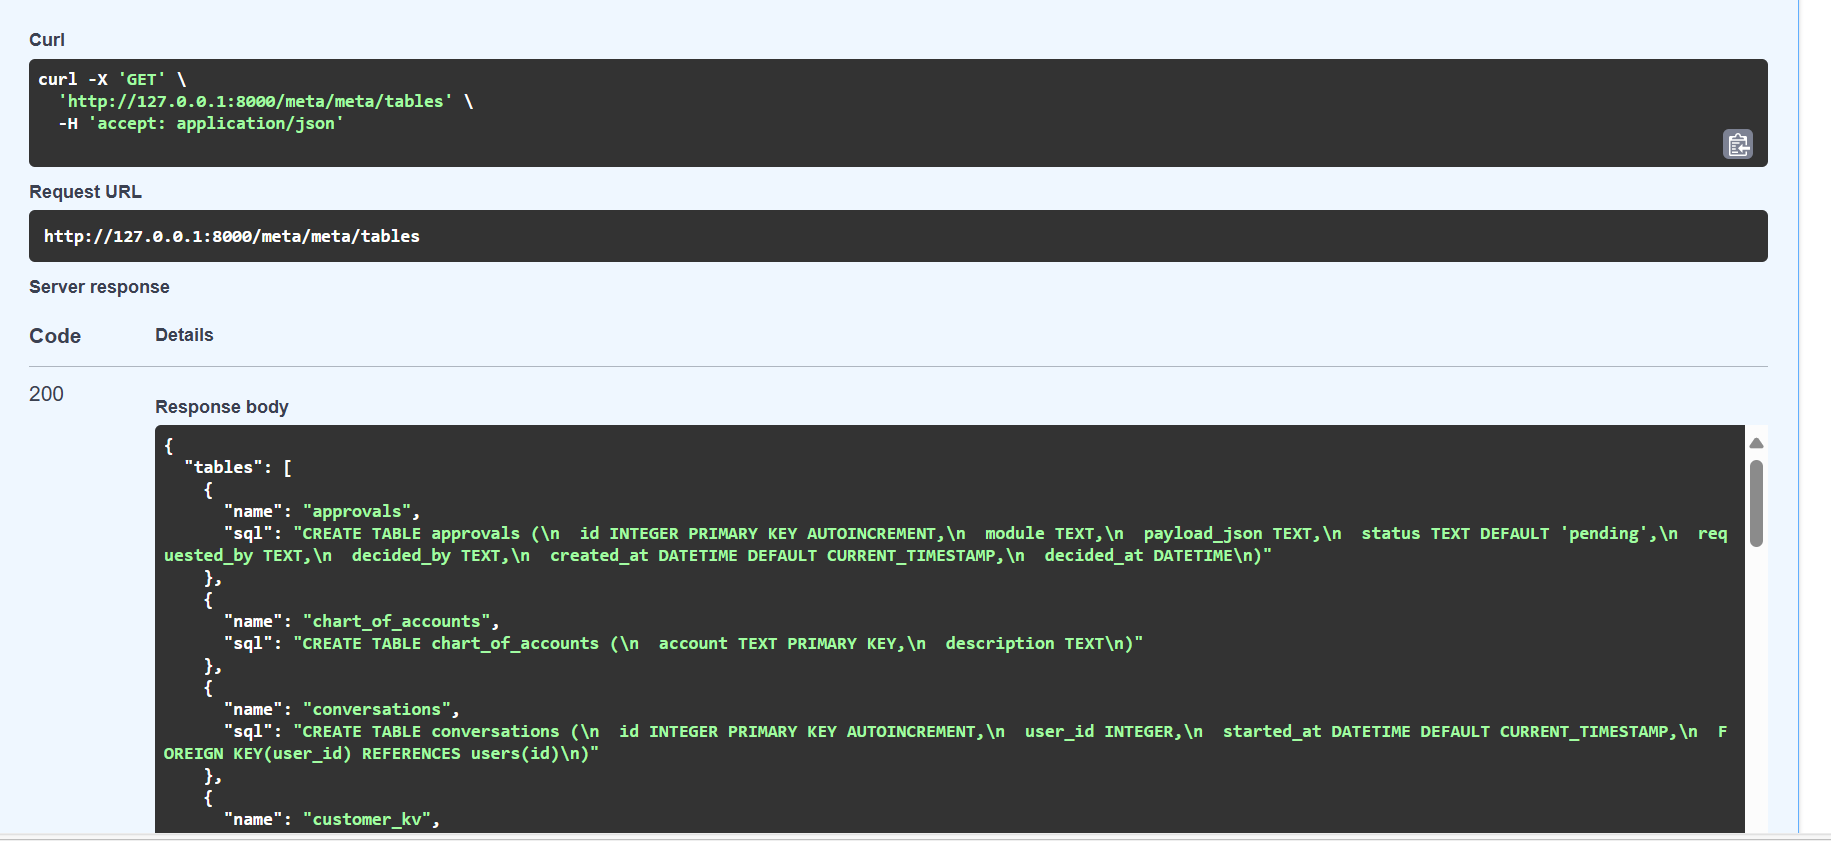 Curl
curl -X 'GET' \
  'http://127.0.0.1:8000/meta/meta/tables' \
  -H 'accept: application/json'
Request URL
http://127.0.0.1:8000/meta/meta/tables
Server response
Code Details
200
Response body
{
  "tables": [
    {
      "name": "approvals",
      "sql": "CREATE TABLE approvals (\n  id INTEGER PRIMARY KEY AUTOINCREMENT,\n  module TEXT,\n  payload_json TEXT,\n  status TEXT DEFAULT 'pending',\n  req
uested_by TEXT,\n  decided_by TEXT,\n  created_at DATETIME DEFAULT CURRENT_TIMESTAMP,\n  decided_at DATETIME\n)"
    },
    {
      "name": "chart_of_accounts",
      "sql": "CREATE TABLE chart_of_accounts (\n  account TEXT PRIMARY KEY,\n  description TEXT\n)"
    },
    {
      "name": "conversations",
      "sql": "CREATE TABLE conversations (\n  id INTEGER PRIMARY KEY AUTOINCREMENT,\n  user_id INTEGER,\n  started_at DATETIME DEFAULT CURRENT_TIMESTAMP,\n  F
OREIGN KEY(user_id) REFERENCES users(id)\n)"
    },
    {
      "name": "customer_kv",